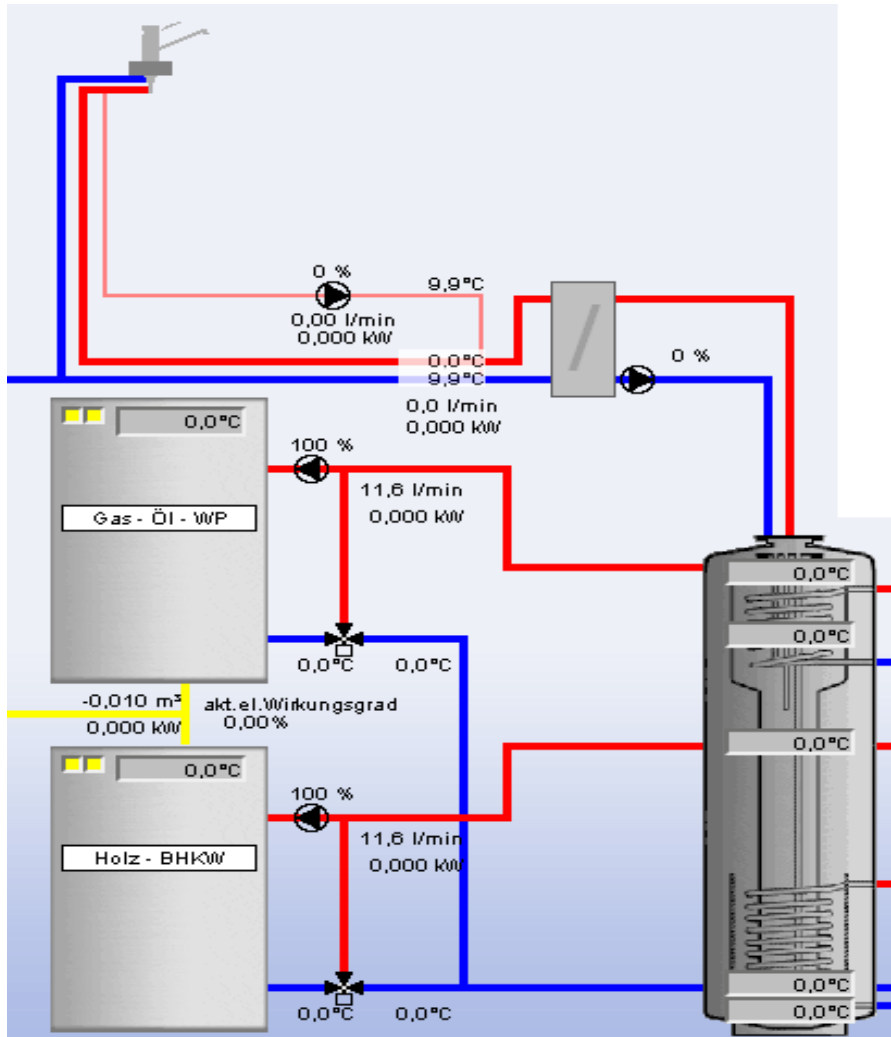 0 %
9,9°C
0,00 l/min
0,000 kW
0,0°C
9,9°C
0 %
0,0 l/min
0,000 kW
0,0°C
100 %
11,6 l/min
0,000 kW
Gas - Öl - WP
0,0°C
0,0°C
0,0°C
0,0°C
-0,010 m³
0,000 kW
akt.el.Wirkungsgrad
0,00%
0,0°C
0,0°C
100 %
11,6 l/min
0,000 kW
Holz - BHKW
0,0°C
0,0°C
0,0°C
0,0°C